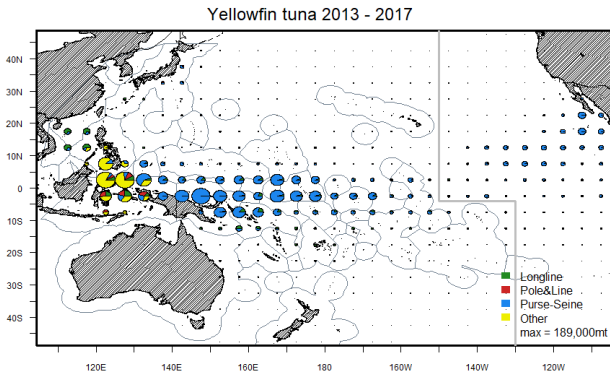 Yellowfin tuna 2013 - 2017
40N
30N
20N
10N
0
10S
20S
30S
40S
Longline
Pole&Line
Purse-Seine
Other
max = 189,000mt
120E 140E 160E 180 160W 140W 120W